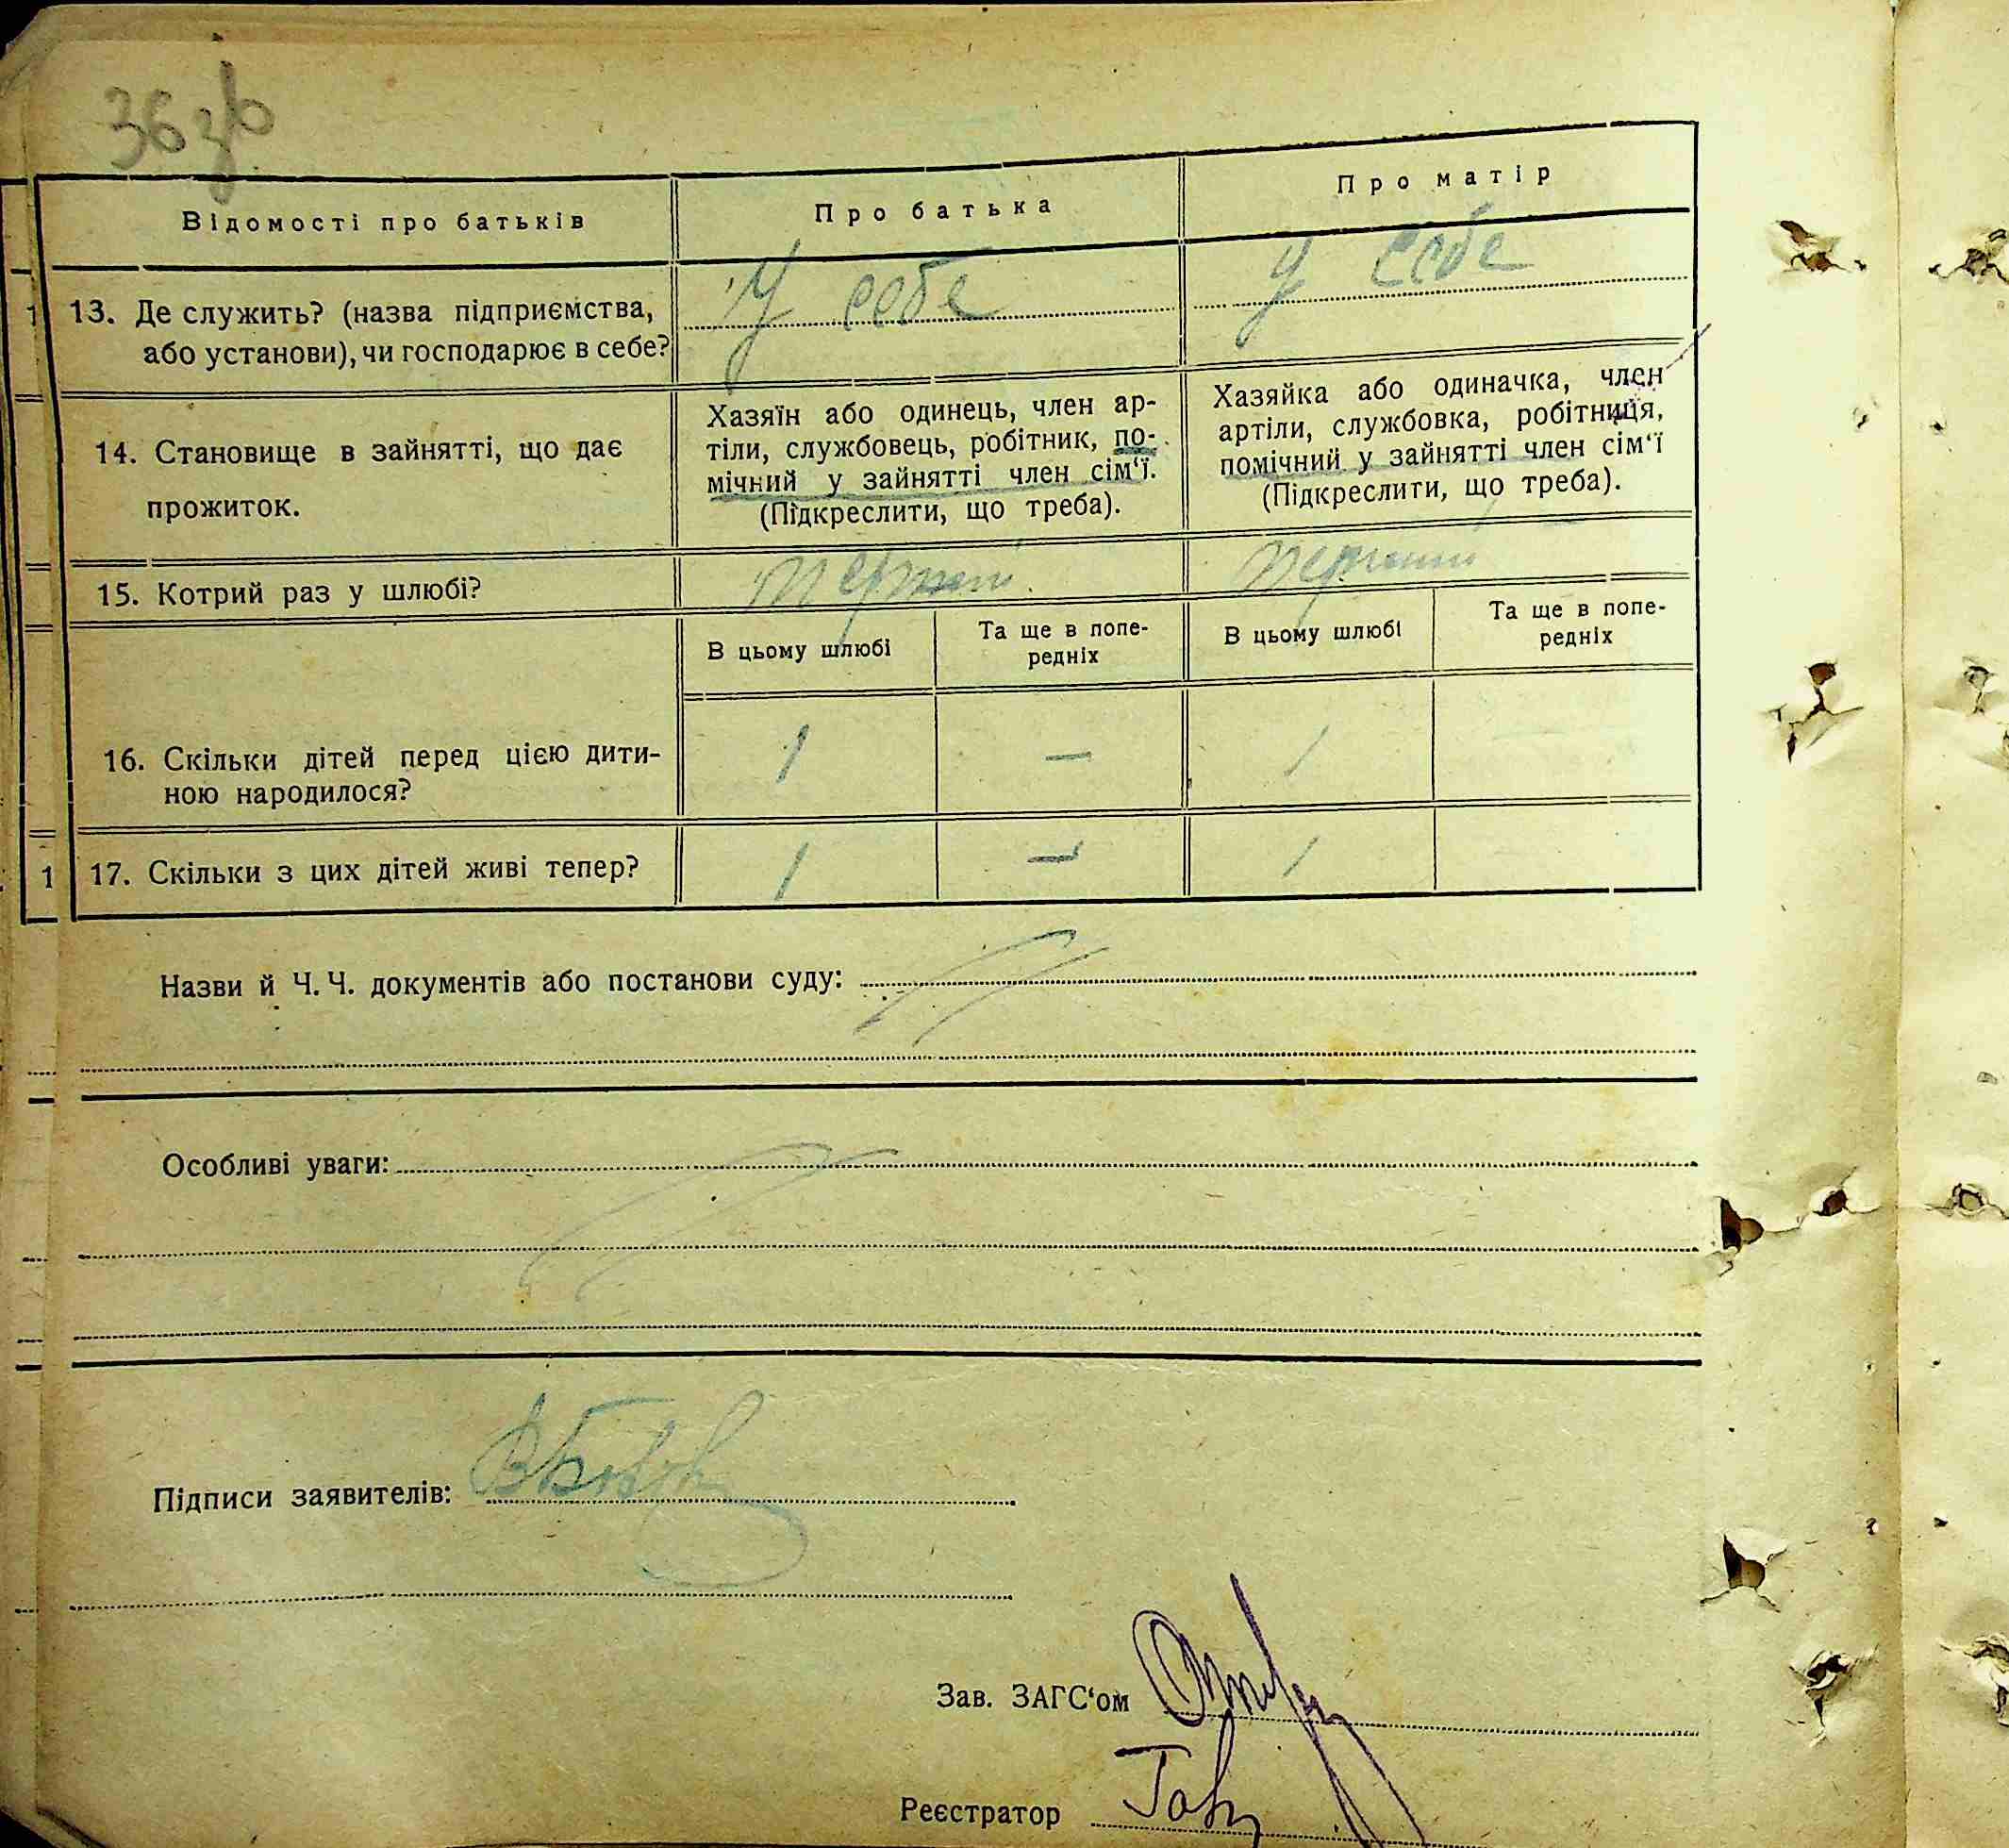 36 зв
Відомості про батьків
Про батька
Про матір
13. Де служить? (назва підприємства,
або установи), чи господарює в себе?
У себе
У себе
14. Становище в зайнятті, що дає
прожиток.
Хазяїн або одинець, член ар-
тіли, службовець, робітник, по-
мічний у зайнятті член сім‘ї.
(Підкреслити, що треба).
Хазяйка або одиначка, член
артіли, службовка, робітниця,
помічний у зайнятті член сім‘ї
(Підкреслити, що треба).
15. Котрий раз у шлюбі?
перший
перший
В цьому шлюбі
Та ще в попе-
редніх
В цьому шлюбі
Та ще в попе-
редніх
16. Скільки дітей перед цією дити-
ною народилося?
1
—
1
17. Скільки з цих дітей живі тепер?
1
—
1
Назви й Ч. Ч. документів або постанови суду:
Особливі уваги:
Підписи заявителів:
Зав. ЗАГС‘ом
Реєстратор